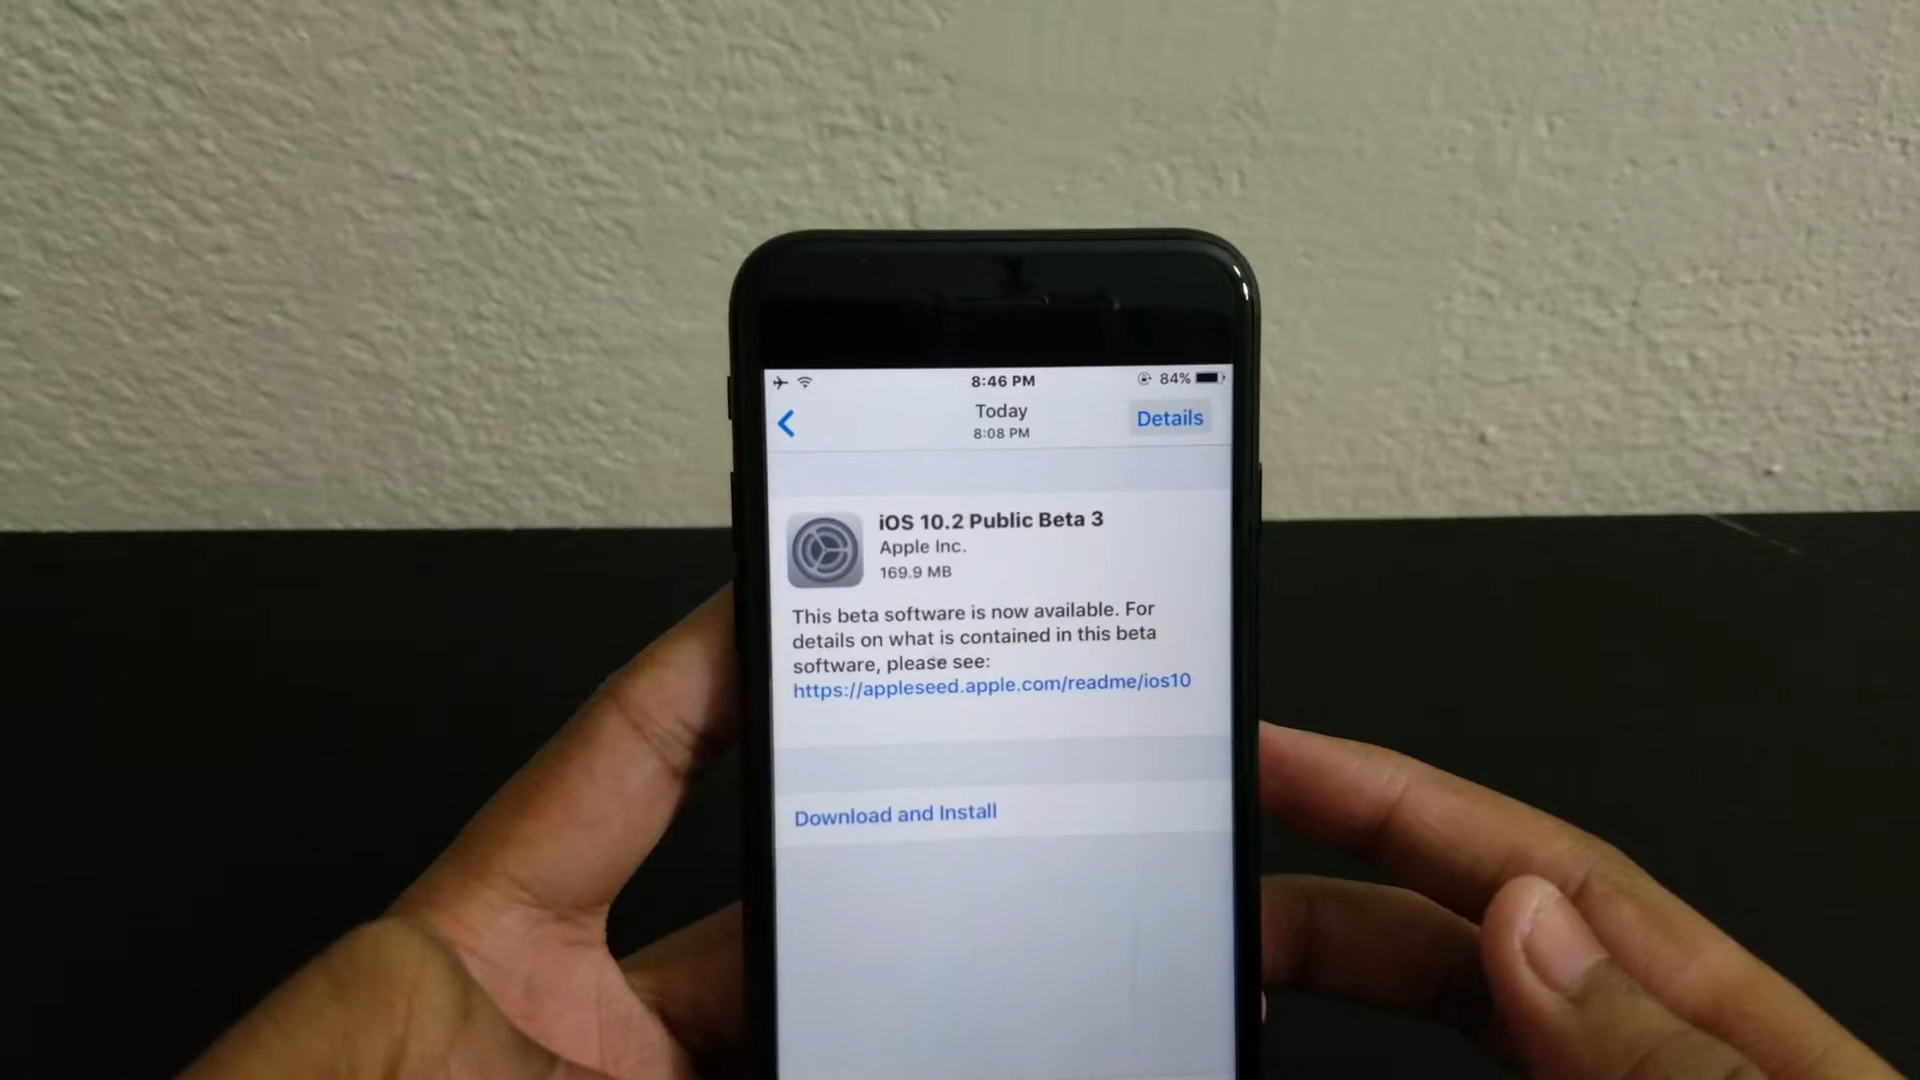 8:46 PM
84%
Today
8:08 PM
Details
iOS 10.2 Public Beta 3
Apple Inc.
169.9 MB
This beta software is now available. For
details on what is contained in this beta
software, please see:
https://appleseed.apple.com/readme/ios10
Download and Install